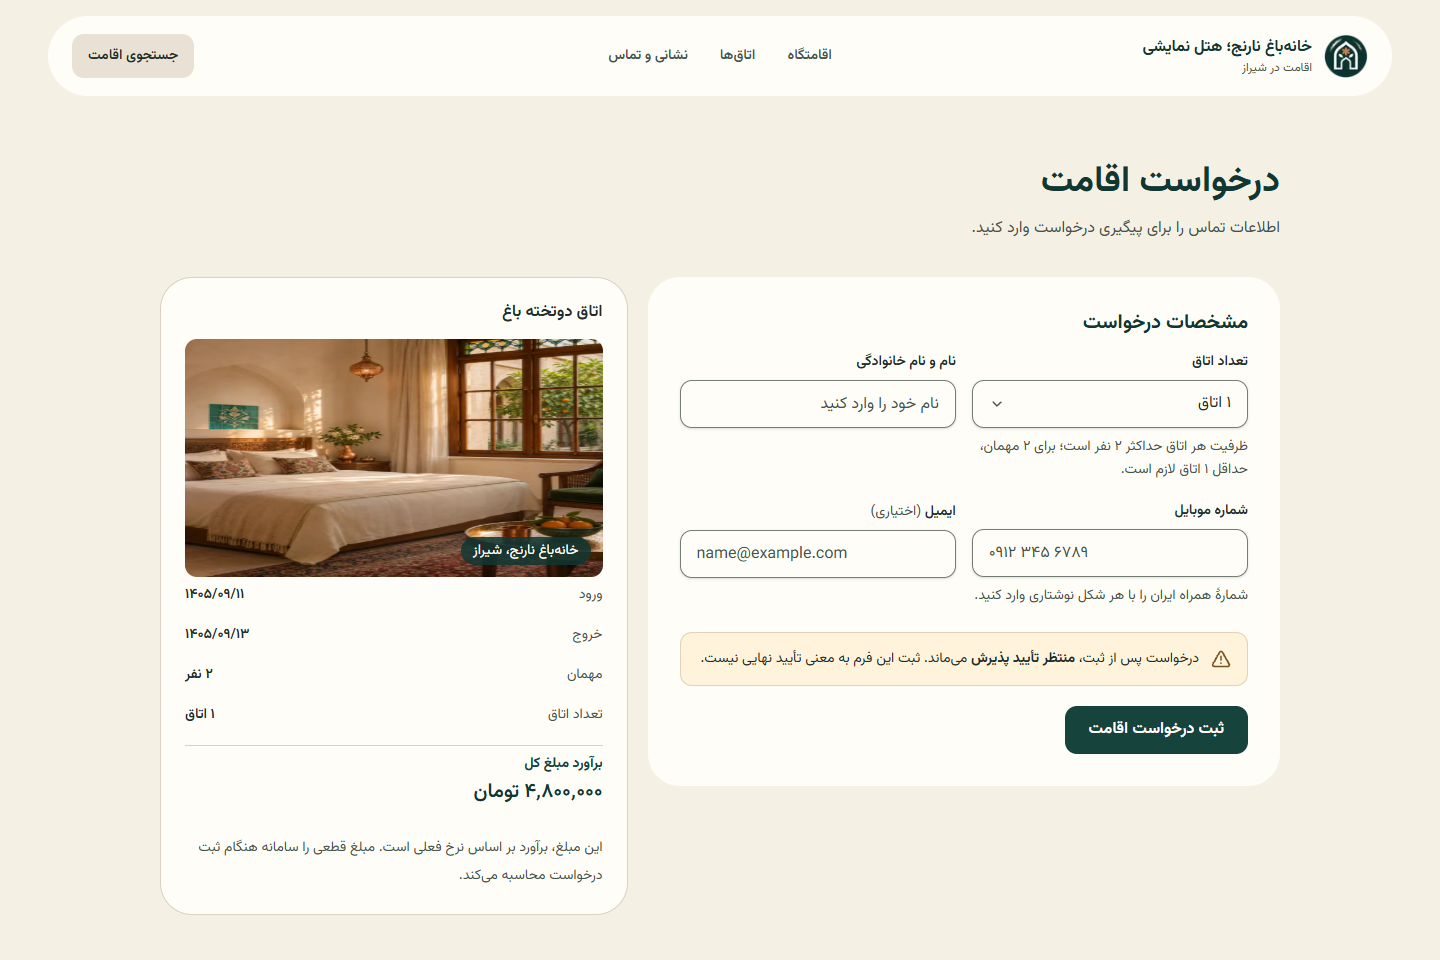 خانه‌باغ نارنج؛ هتل نمایشی
اقامت در شیراز
اقامتگاه
اتاق‌ها
نشانی و تماس
جستجوی اقامت
درخواست اقامت
اطلاعات تماس را برای پیگیری درخواست وارد کنید.
مشخصات درخواست
تعداد اتاق
۱ اتاق
ظرفیت هر اتاق حداکثر ۲ نفر است؛ برای ۲ مهمان،
حداقل ۱ اتاق لازم است.
نام و نام خانوادگی
نام خود را وارد کنید
شماره موبایل
۰۹۱۲ ۳۴۵ ۶۷۸۹
شمارهٔ همراه ایران را با هر شکل نوشتاری وارد کنید.
ایمیل (اختیاری)
name@example.com
درخواست پس از ثبت، منتظر تأیید پذیرش می‌ماند. ثبت این فرم به معنی تأیید نهایی نیست.
ثبت درخواست اقامت
اتاق دوتخته باغ
خانه‌باغ نارنج، شیراز
ورود ۱۴۰۵/۰۹/۱۱
خروج ۱۴۰۵/۰۹/۱۳
مهمان ۲ نفر
تعداد اتاق ۱ اتاق
برآورد مبلغ کل
۴,۸۰۰,۰۰۰ تومان
این مبلغ، برآورد بر اساس نرخ فعلی است. مبلغ قطعی را سامانه هنگام ثبت
درخواست محاسبه می‌کند.